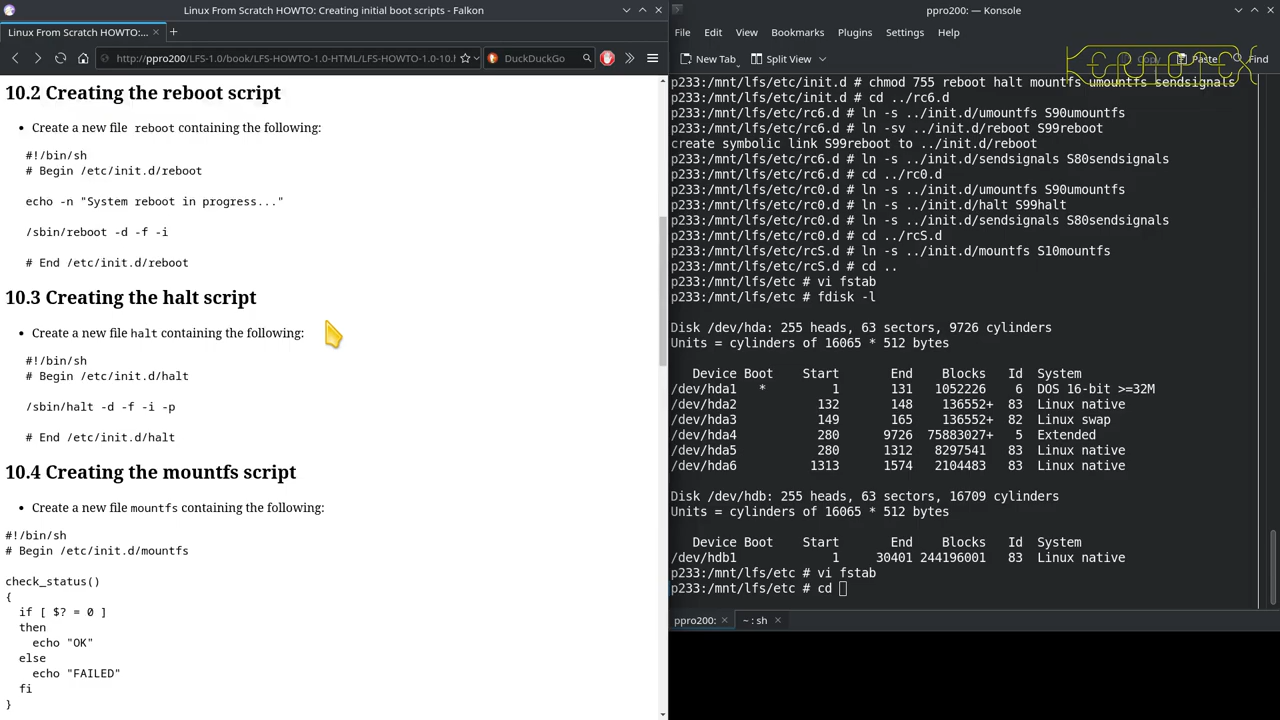 Linux From Scratch HOWTO: Creating initial boot scripts - Falkon
Linux From Scratch HOWTO:...
http://ppro200/LFS-1.0/book/LFS-HOWTO-1.0-HTML/LFS-HOWTO-1.0-10.
DuckDuckGo
10.2 Creating the reboot script
• Create a new file reboot containing the following:
#!/bin/sh
# Begin /etc/init.d/reboot
echo -n "System reboot in progress..."
/sbin/reboot -d -f -i
# End /etc/init.d/reboot
10.3 Creating the halt script
• Create a new file halt containing the following:
#!/bin/sh
# Begin /etc/init.d/halt
/sbin/halt -d -f -i -p
# End /etc/init.d/halt
10.4 Creating the mountfs script
• Create a new file mountfs containing the following:
#!/bin/sh
# Begin /etc/init.d/mountfs
check_status()
{
if [ $? = 0 ]
then
echo "OK"
else
echo "FAILED"
fi
}
ppro200: — Konsole
File Edit View Bookmarks Plugins Settings Help
New Tab Split View Copy Paste Find
p233:/mnt/lfs/etc/init.d # chmod 755 reboot halt mountfs umountfs sendsignals
p233:/mnt/lfs/etc/init.d # cd ../rc6.d
p233:/mnt/lfs/etc/rc6.d # ln -s ../init.d/umountfs S90umountfs
p233:/mnt/lfs/etc/rc6.d # ln -sv ../init.d/reboot S99reboot
create symbolic link S99reboot to ../init.d/reboot
p233:/mnt/lfs/etc/rc6.d # ln -s ../init.d/sendsignals S80sendsignals
p233:/mnt/lfs/etc/rc6.d # cd ../rc0.d
p233:/mnt/lfs/etc/rc0.d # ln -s ../init.d/umountfs S90umountfs
p233:/mnt/lfs/etc/rc0.d # ln -s ../init.d/halt S99halt
p233:/mnt/lfs/etc/rc0.d # ln -s ../init.d/sendsignals S80sendsignals
p233:/mnt/lfs/etc/rc0.d # cd ../rcS.d
p233:/mnt/lfs/etc/rcS.d # ln -s ../init.d/mountfs S10mountfs
p233:/mnt/lfs/etc/rcS.d # cd ..
p233:/mnt/lfs/etc # vi fstab
p233:/mnt/lfs/etc # fdisk -l
Disk /dev/hda: 255 heads, 63 sectors, 9726 cylinders
Units = cylinders of 16065 * 512 bytes
Device Boot Start End Blocks Id System
/dev/hda1 * 1 131 1052226 6 DOS 16-bit >=32M
/dev/hda2 132 148 136552+ 83 Linux native
/dev/hda3 149 165 136552+ 82 Linux swap
/dev/hda4 280 9726 75883027+ 5 Extended
/dev/hda5 280 1312 8297541 83 Linux native
/dev/hda6 1313 1574 2104483 83 Linux native
Disk /dev/hdb: 255 heads, 63 sectors, 16709 cylinders
Units = cylinders of 16065 * 512 bytes
Device Boot Start End Blocks Id System
/dev/hdb1 1 30401 244196001 83 Linux native
p233:/mnt/lfs/etc # vi fstab
p233:/mnt/lfs/etc # cd
ppro200: ~ : sh